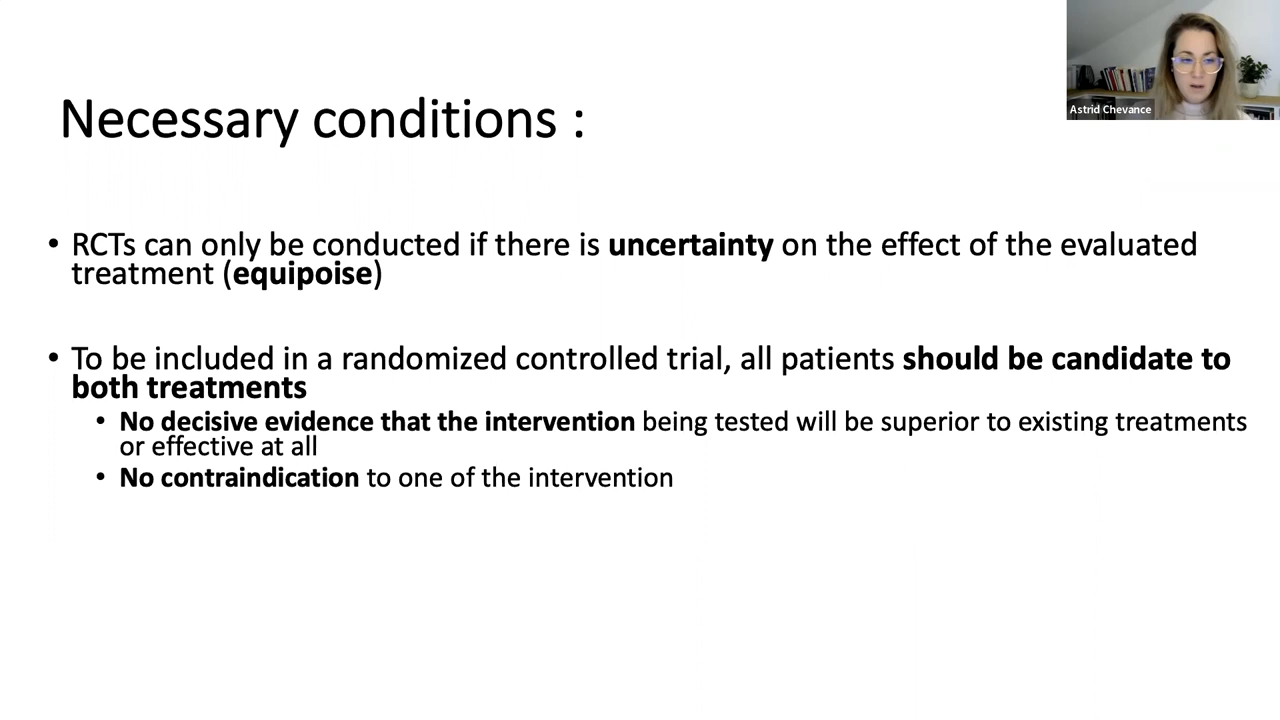 Astrid Chevance
Necessary conditions :
• RCTs can only be conducted if there is uncertainty on the effect of the evaluated
treatment (equipoise)
• To be included in a randomized controlled trial, all patients should be candidate to
both treatments
• No decisive evidence that the intervention being tested will be superior to existing treatments
or effective at all
• No contraindication to one of the intervention